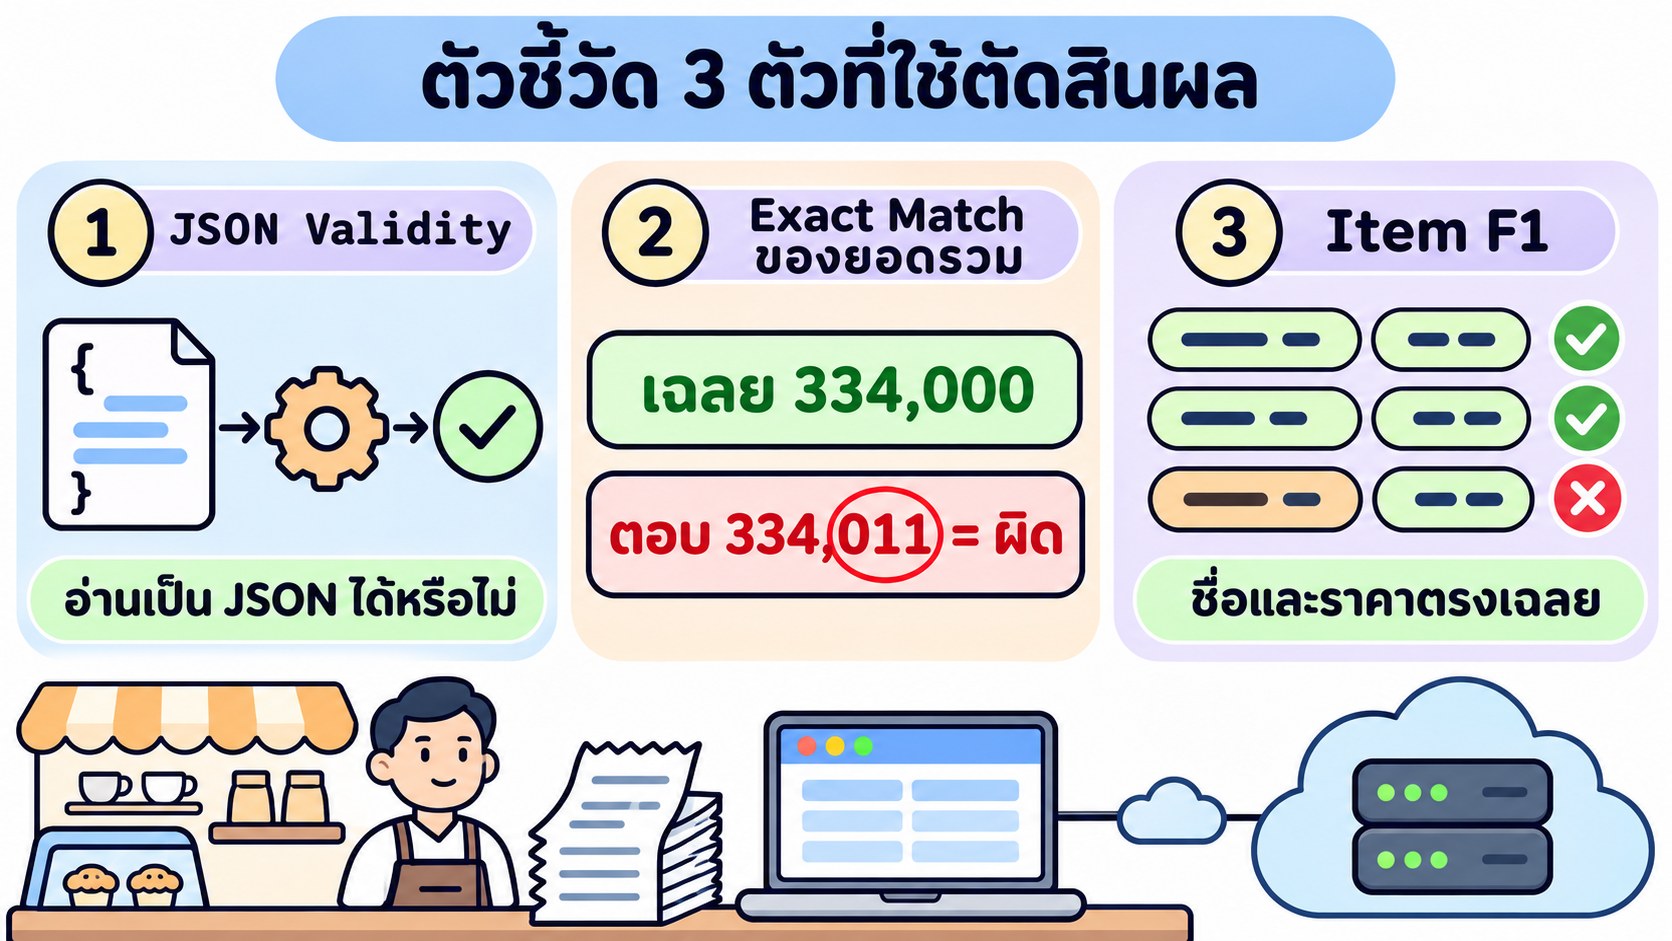 ตัวชี้วัด 3 ตัวที่ใช้ตัดสินผล
1
JSON Validity
{
}
อ่านเป็น JSON ได้หรือไม่
2
Exact Match
ของยอดรวม
เฉลย 334,000
ตอบ 334,011 = ผิด
3
Item F1
ชื่อและราคาตรงเฉลย